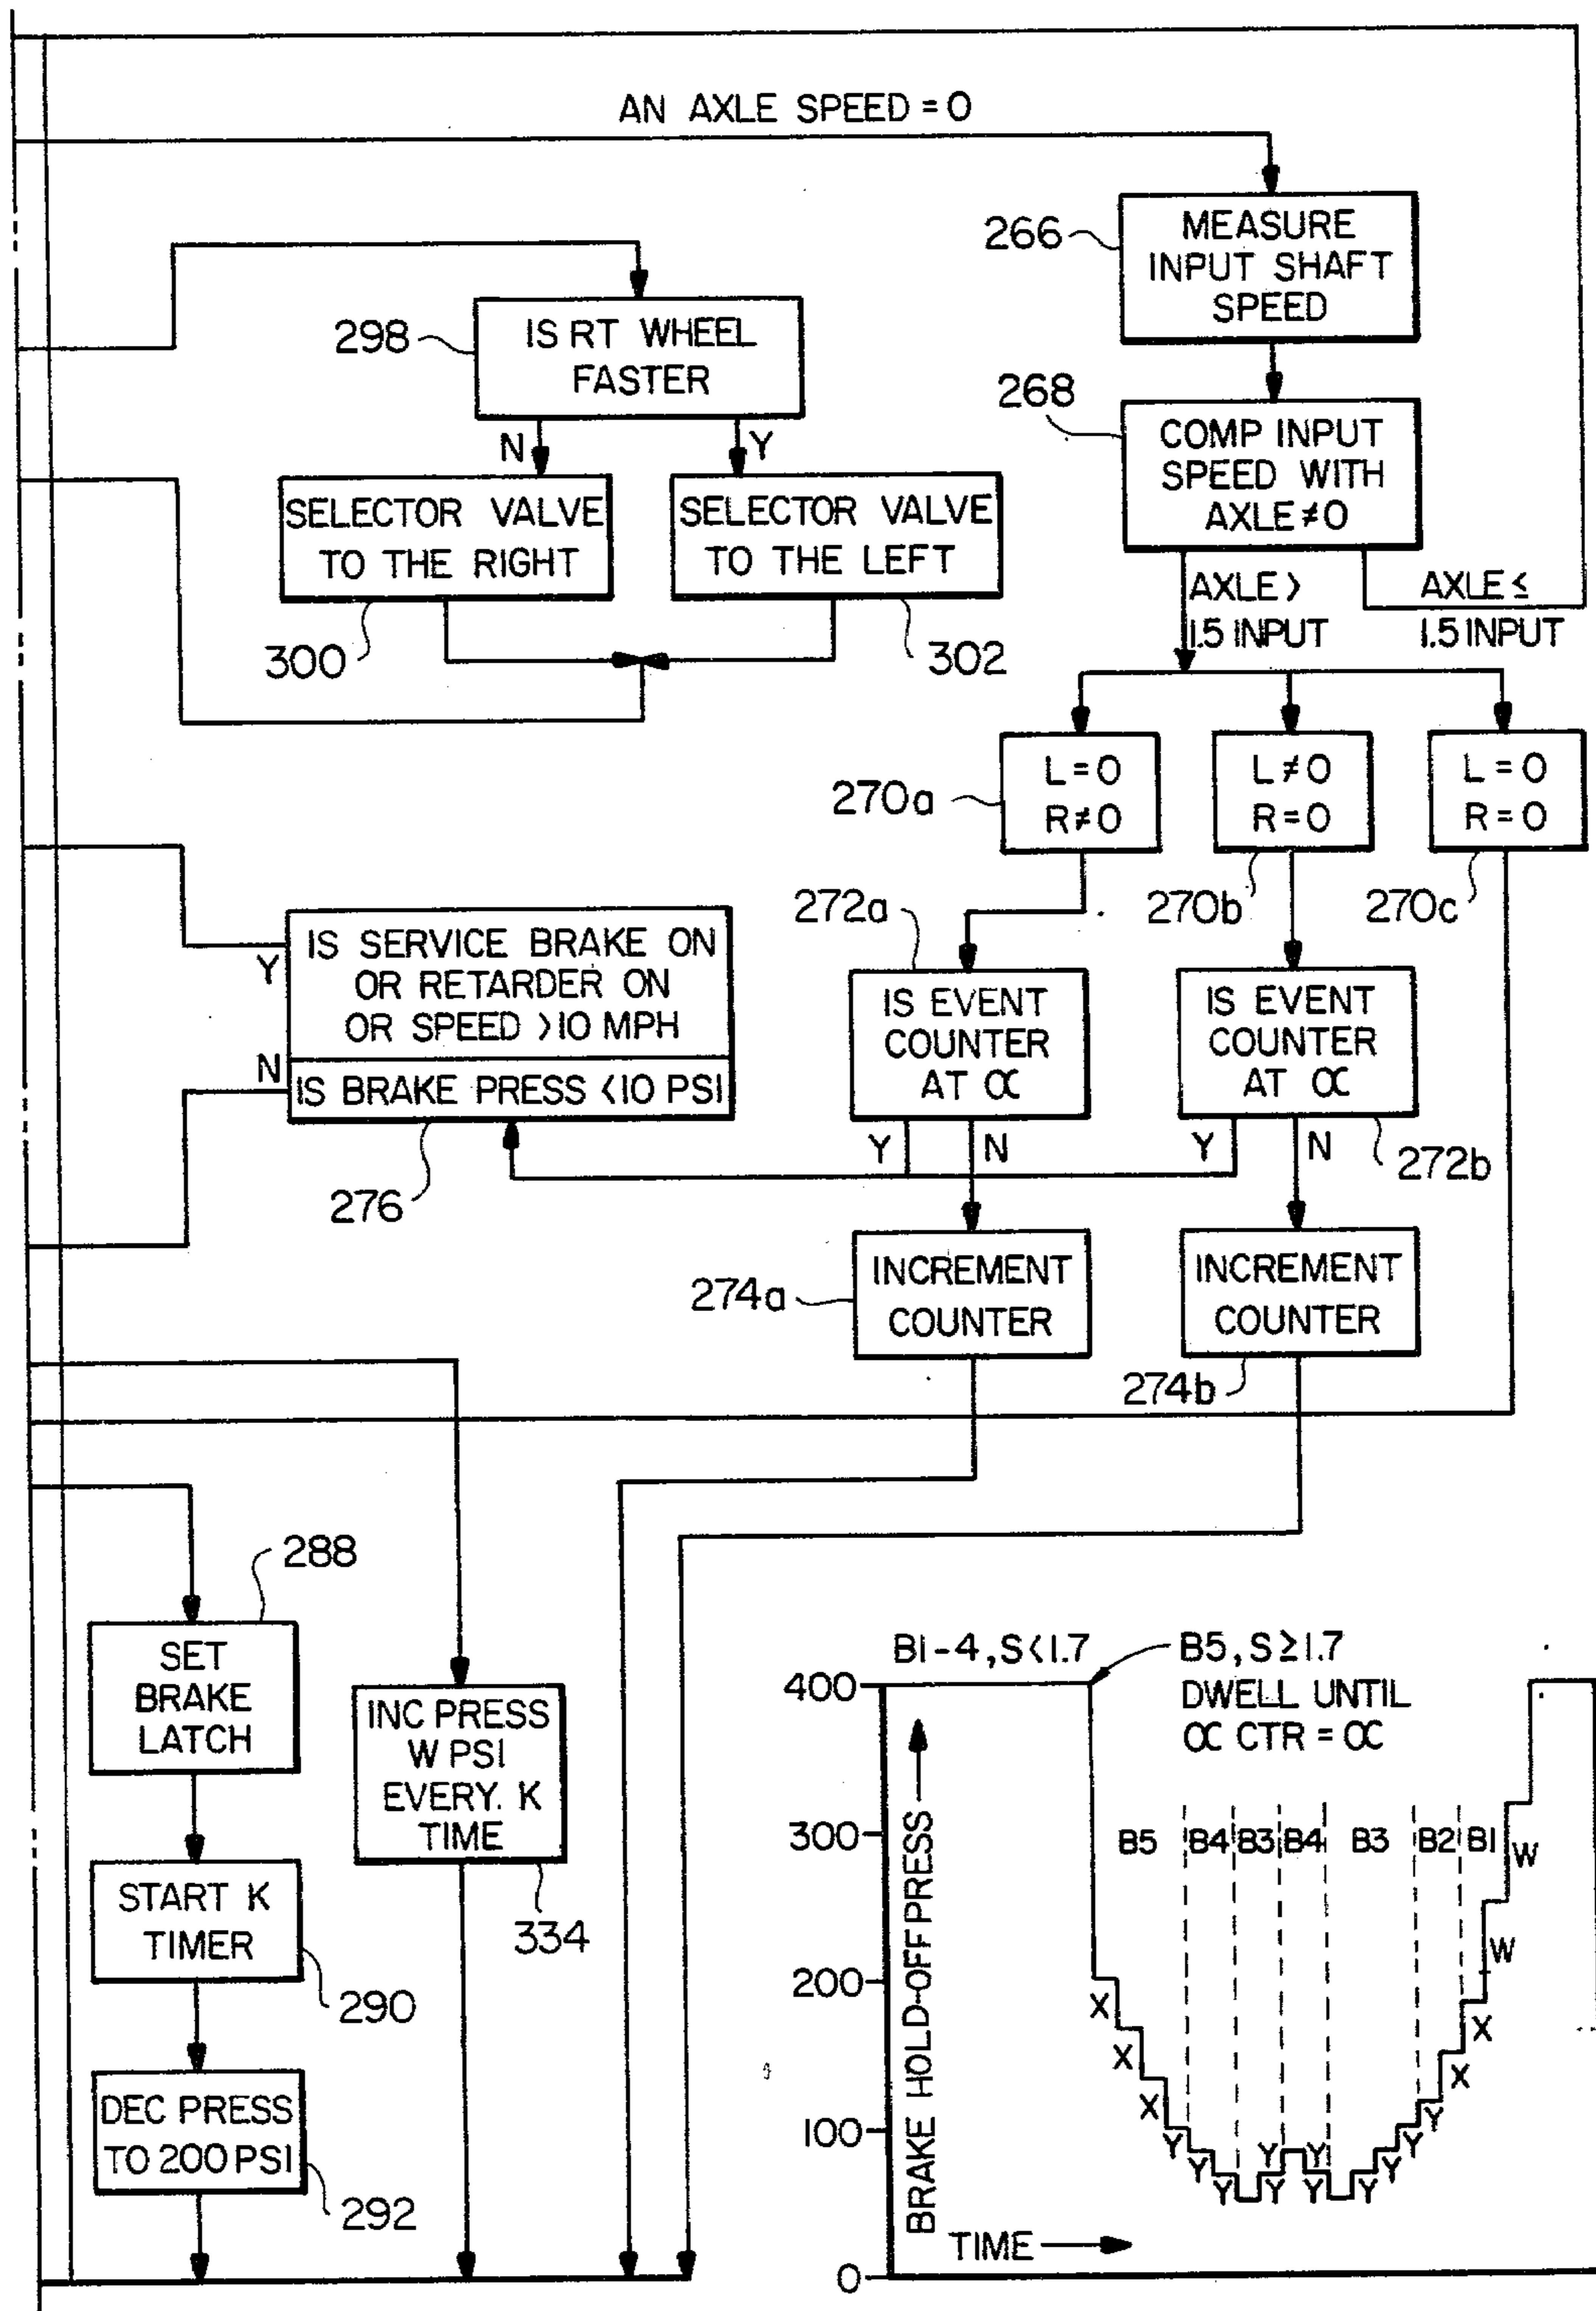 AN AXLE SPEED = 0
266
MEASURE
INPUT SHAFT
SPEED
298
IS RT WHEEL
FASTER
N
Y
268
COMP INPUT
SPEED WITH
AXLE ≠ 0
SELECTOR VALVE
TO THE RIGHT
SELECTOR VALVE
TO THE LEFT
300
302
AXLE >
1.5 INPUT
AXLE ≤
1.5 INPUT
270a
L = 0
R ≠ 0
L ≠ 0
R = 0
L = 0
R = 0
270b
270c
272a
IS SERVICE BRAKE ON
OR RETARDER ON
OR SPEED >10 MPH
Y
N
IS BRAKE PRESS <10 PSI
276
IS EVENT
COUNTER
AT ∝
IS EVENT
COUNTER
AT ∝
Y
N
Y
N
272b
274a
INCREMENT
COUNTER
INCREMENT
COUNTER
274b
288
SET
BRAKE
LATCH
INC PRESS
W PSI
EVERY. K
TIME
334
START K
TIMER
290
DEC PRESS
TO 200 PSI
292
B1-4, S<1.7
B5, S≥1.7
DWELL UNTIL
∝ CTR = ∝
400
300
200
100
0
BRAKE HOLD-OFF PRESS
TIME
B5
B4
B3
B4
B3
B2
B1
X
X
X
Y
Y
Y
Y
Y
Y
Y
Y
Y
Y
Y
X
X
W
W